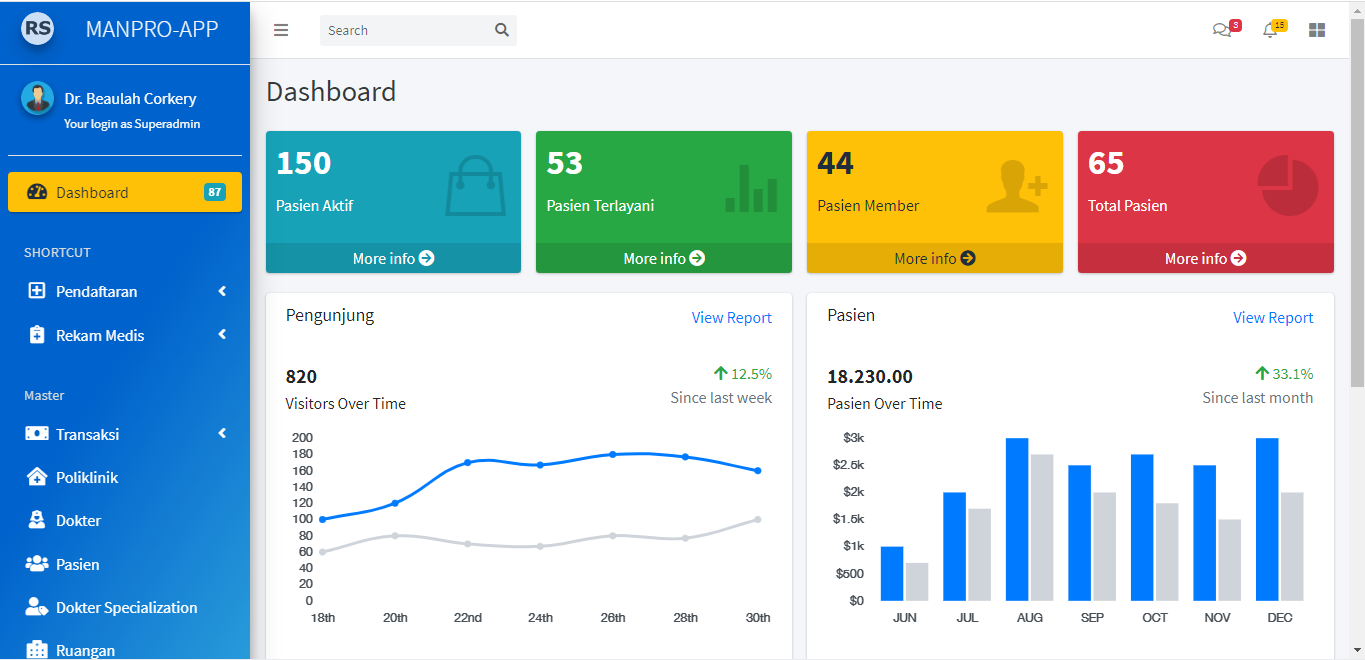 RS MANPRO-APP
Dr. Beaulah Corkery
Your login as Superadmin
Dashboard 87
SHORTCUT
Pendaftaran
Rekam Medis
Master
Transaksi
Poliklinik
Dokter
Pasien
Dokter Specialization
Ruangan
Search
3
15
Dashboard
150
Pasien Aktif
More info
53
Pasien Terlayani
More info
44
Pasien Member
More info
65
Total Pasien
More info
Pengunjung View Report
820 12.5%
Visitors Over Time Since last week
200
180
160
140
120
100
80
60
40
20
0
18th 20th 22nd 24th 26th 28th 30th
Pasien View Report
18.230.00 33.1%
Pasien Over Time Since last month
$3k
$2.5k
$2k
$1.5k
$1k
$500
$0
JUN JUL AUG SEP OCT NOV DEC